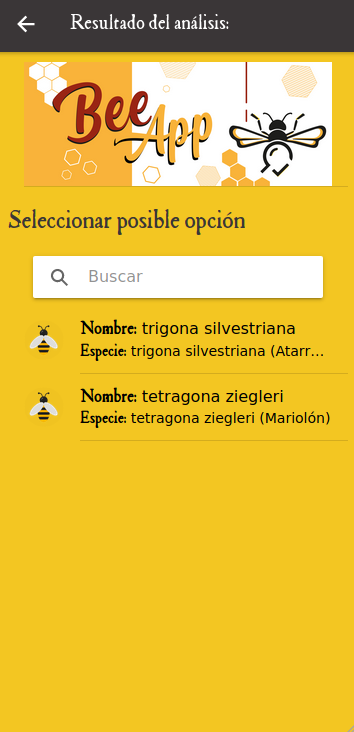 Resultado del análisis:
Bee
App
Seleccionar posible opción
Buscar
Nombre: trigona silvestriana
Especie: trigona silvestriana (Atarr...
Nombre: tetragona ziegleri
Especie: tetragona ziegleri (Mariolón)